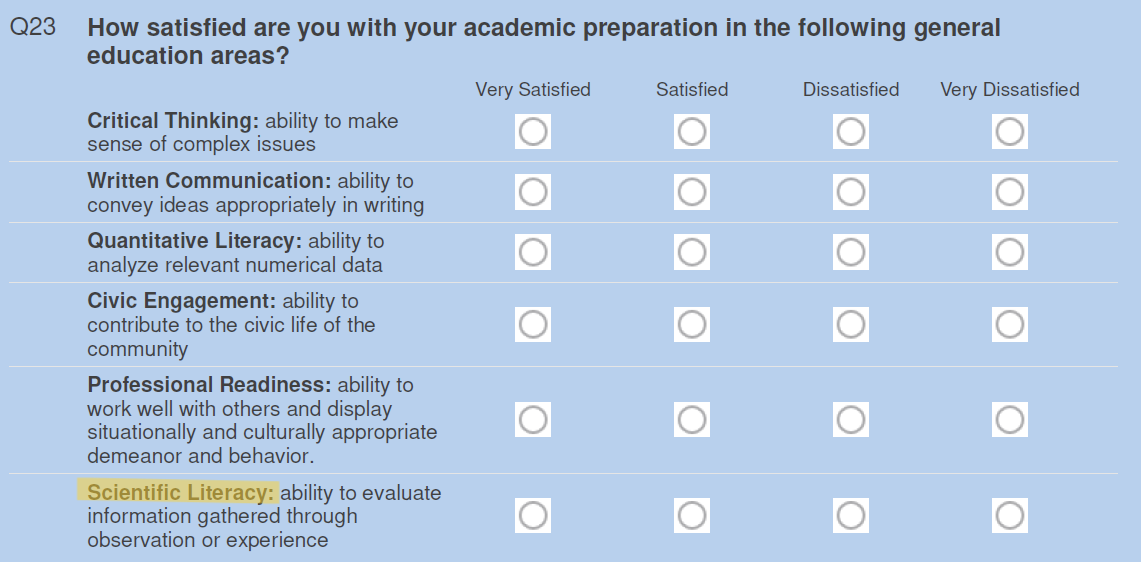 Q23 How satisfied are you with your academic preparation in the following general
education areas?
Very Satisfied Satisfied Dissatisfied Very Dissatisfied
Critical Thinking: ability to make
sense of complex issues
Written Communication: ability to
convey ideas appropriately in writing
Quantitative Literacy: ability to
analyze relevant numerical data
Civic Engagement: ability to
contribute to the civic life of the
community
Professional Readiness: ability to
work well with others and display
situationally and culturally appropriate
demeanor and behavior.
Scientific Literacy: ability to evaluate
information gathered through
observation or experience